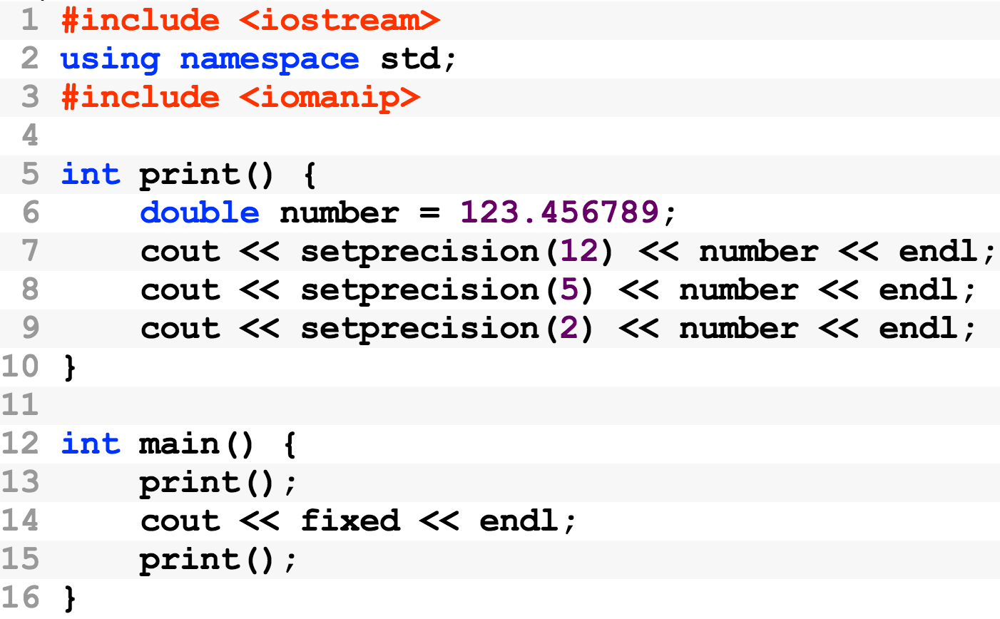 1 #include <iostream>
2 using namespace std;
3 #include <iomanip>
4
5 int print() {
6     double number = 123.456789;
7     cout << setprecision(12) << number << endl;
8     cout << setprecision(5) << number << endl;
9     cout << setprecision(2) << number << endl;
10 }
11
12 int main() {
13     print();
14     cout << fixed << endl;
15     print();
16 }